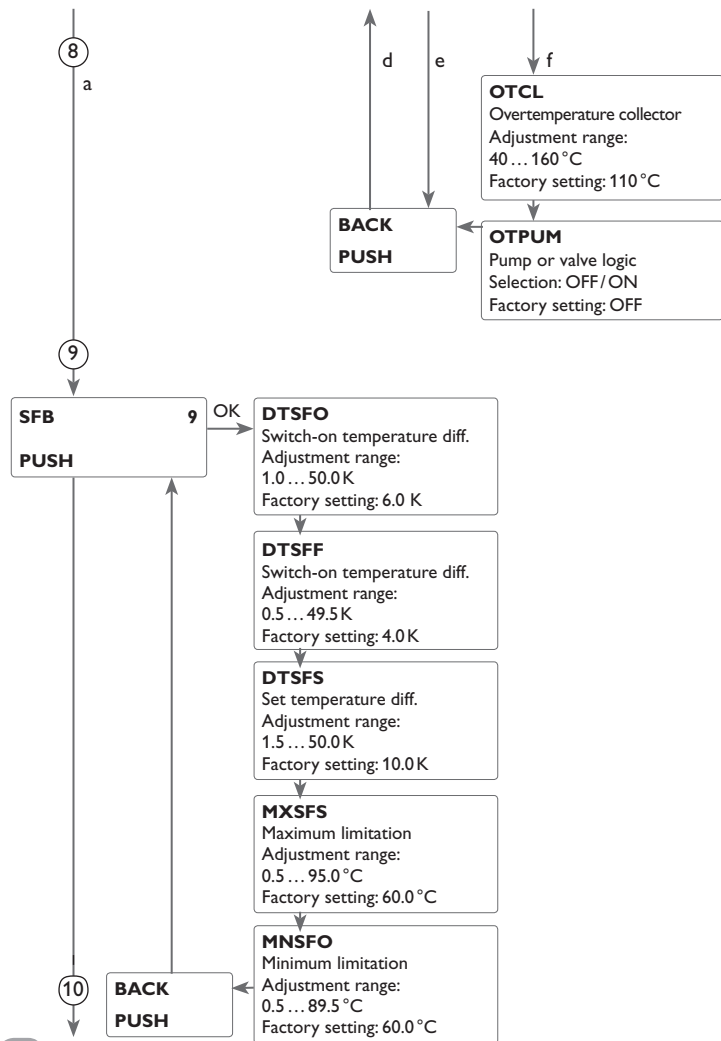 8
a
d
e
f
OTCL
Overtemperature collector
Adjustment range:
40 … 160 °C
Factory setting: 110 °C
BACK
PUSH
OTPUM
Pump or valve logic
Selection: OFF / ON
Factory setting: OFF
9
SFB 9
PUSH
OK
DTSFO
Switch-on temperature diff.
Adjustment range:
1.0 … 50.0 K
Factory setting: 6.0 K
DTSFF
Switch-on temperature diff.
Adjustment range:
0.5 … 49.5 K
Factory setting: 4.0 K
DTSFS
Set temperature diff.
Adjustment range:
1.5 … 50.0 K
Factory setting: 10.0 K
MXSFS
Maximum limitation
Adjustment range:
0.5 … 95.0 °C
Factory setting: 60.0 °C
MNSFO
Minimum limitation
Adjustment range:
0.5 … 89.5 °C
Factory setting: 60.0 °C
10
BACK
PUSH